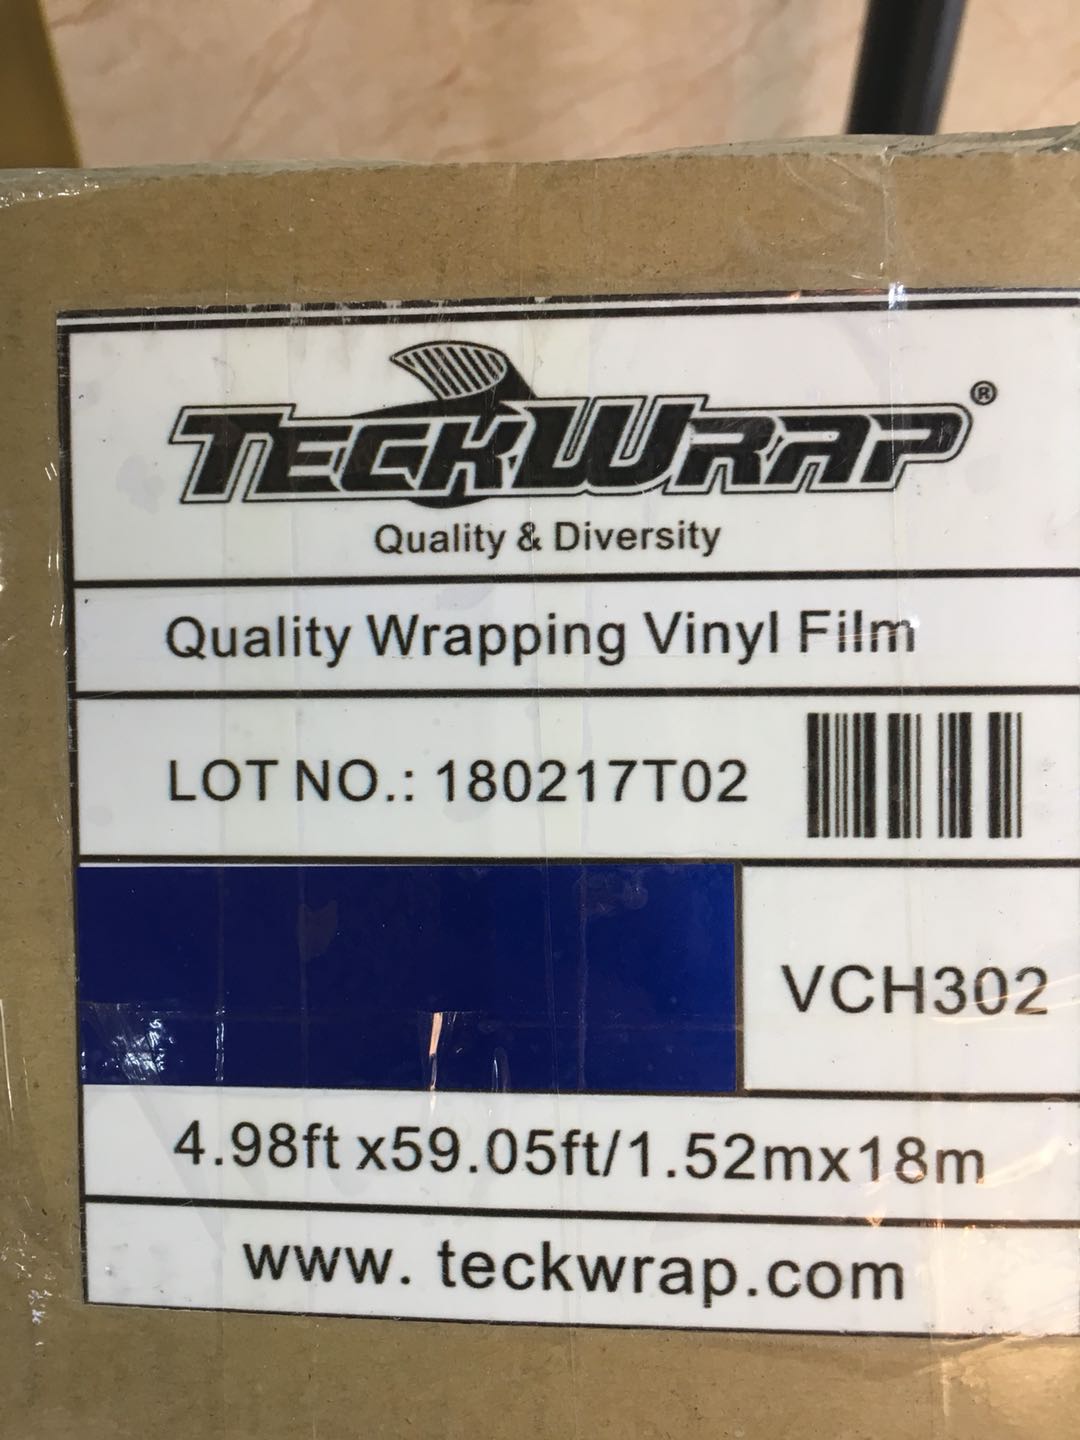 TECKWRAP®
Quality & Diversity
Quality Wrapping Vinyl Film
LOT NO.: 180217T02
VCH302
4.98ft x59.05ft/1.52mx18m
www. teckwrap.com